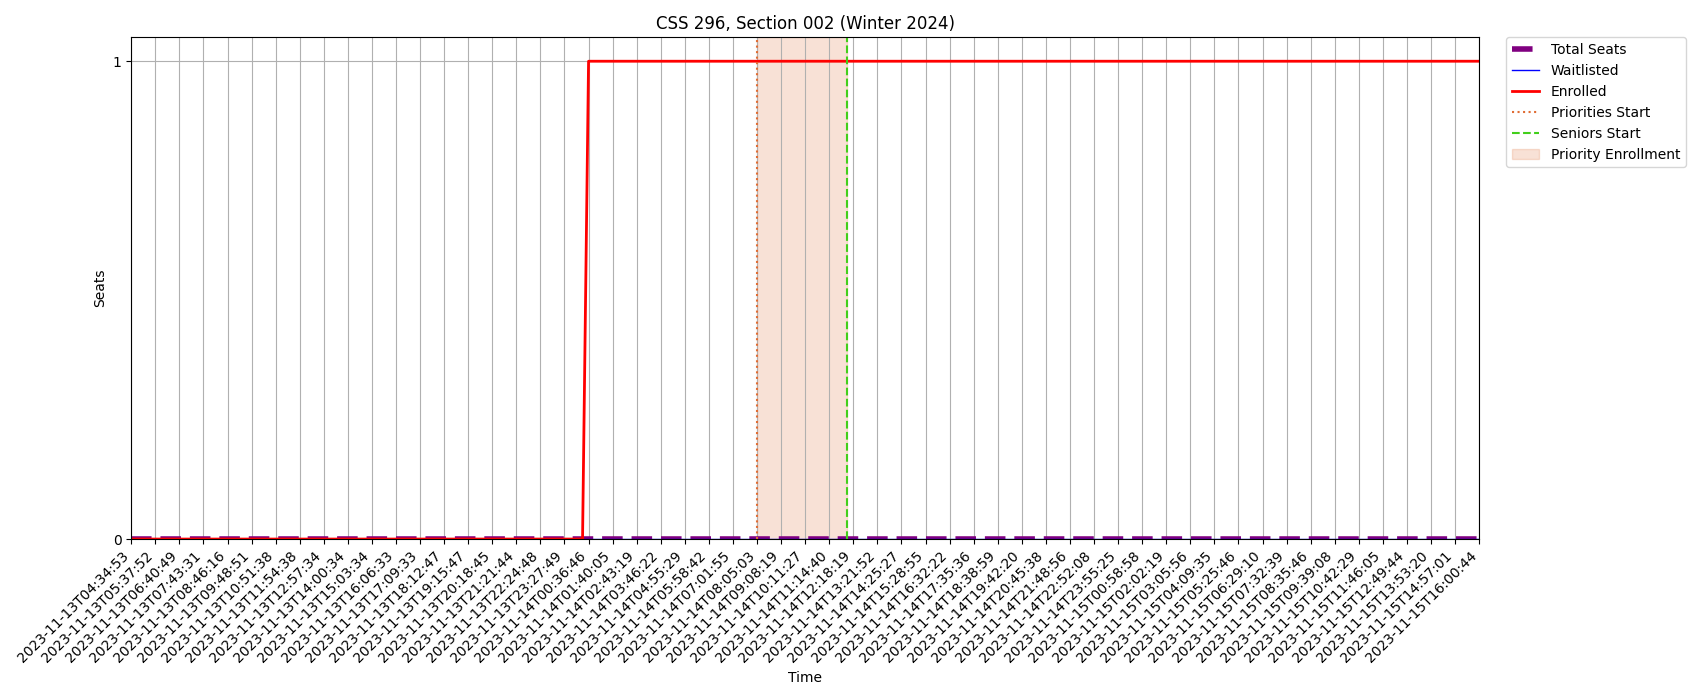 CSS 296, Section 002 (Winter 2024)
Total Seats
Waitlisted
Enrolled
Priorities Start
Seniors Start
Priority Enrollment
Seats
1
0
2023-11-13T04:34:53
2023-11-13T05:37:52
2023-11-13T06:40:49
2023-11-13T07:43:31
2023-11-13T08:46:16
2023-11-13T09:48:51
2023-11-13T10:51:38
2023-11-13T11:54:38
2023-11-13T12:57:34
2023-11-13T14:00:34
2023-11-13T15:03:34
2023-11-13T16:06:33
2023-11-13T17:09:33
2023-11-13T18:12:47
2023-11-13T19:15:47
2023-11-13T20:18:45
2023-11-13T21:21:44
2023-11-13T22:24:48
2023-11-13T23:27:49
2023-11-14T00:36:46
2023-11-14T01:40:05
2023-11-14T02:43:19
2023-11-14T03:46:22
2023-11-14T04:55:29
2023-11-14T05:58:42
2023-11-14T07:01:55
2023-11-14T08:05:03
2023-11-14T09:08:19
2023-11-14T10:11:27
2023-11-14T11:14:40
2023-11-14T12:18:19
2023-11-14T13:21:52
2023-11-14T14:25:27
2023-11-14T15:28:55
2023-11-14T16:32:22
2023-11-14T17:35:36
2023-11-14T18:38:59
2023-11-14T19:42:20
2023-11-14T20:45:38
2023-11-14T21:48:56
2023-11-14T22:52:08
2023-11-14T23:55:25
2023-11-15T00:58:58
2023-11-15T02:02:19
2023-11-15T03:05:56
2023-11-15T04:09:35
2023-11-15T05:25:46
2023-11-15T06:29:10
2023-11-15T07:32:39
2023-11-15T08:35:46
2023-11-15T09:39:08
2023-11-15T10:42:29
2023-11-15T11:46:05
2023-11-15T12:49:44
2023-11-15T13:53:20
2023-11-15T14:57:01
2023-11-15T16:00:44
Time